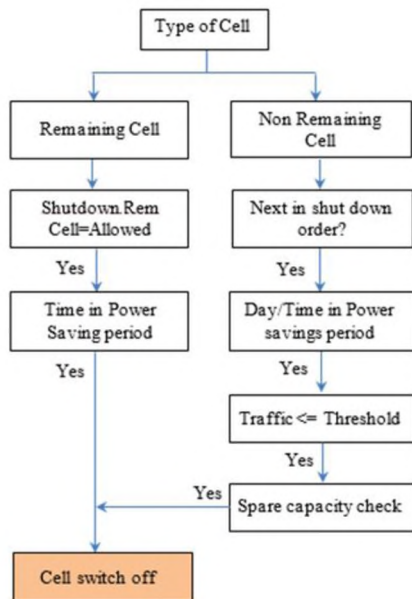 Type of Cell
Remaining Cell
Non Remaining
Cell
Shutdown.Rem
Cell=Allowed
Next in shut down
order?
Yes
Yes
Time in Power
Saving period
Day/Time in Power
savings period
Yes
Yes
Traffic <= Threshold
Yes
Yes
Spare capacity check
Cell switch off